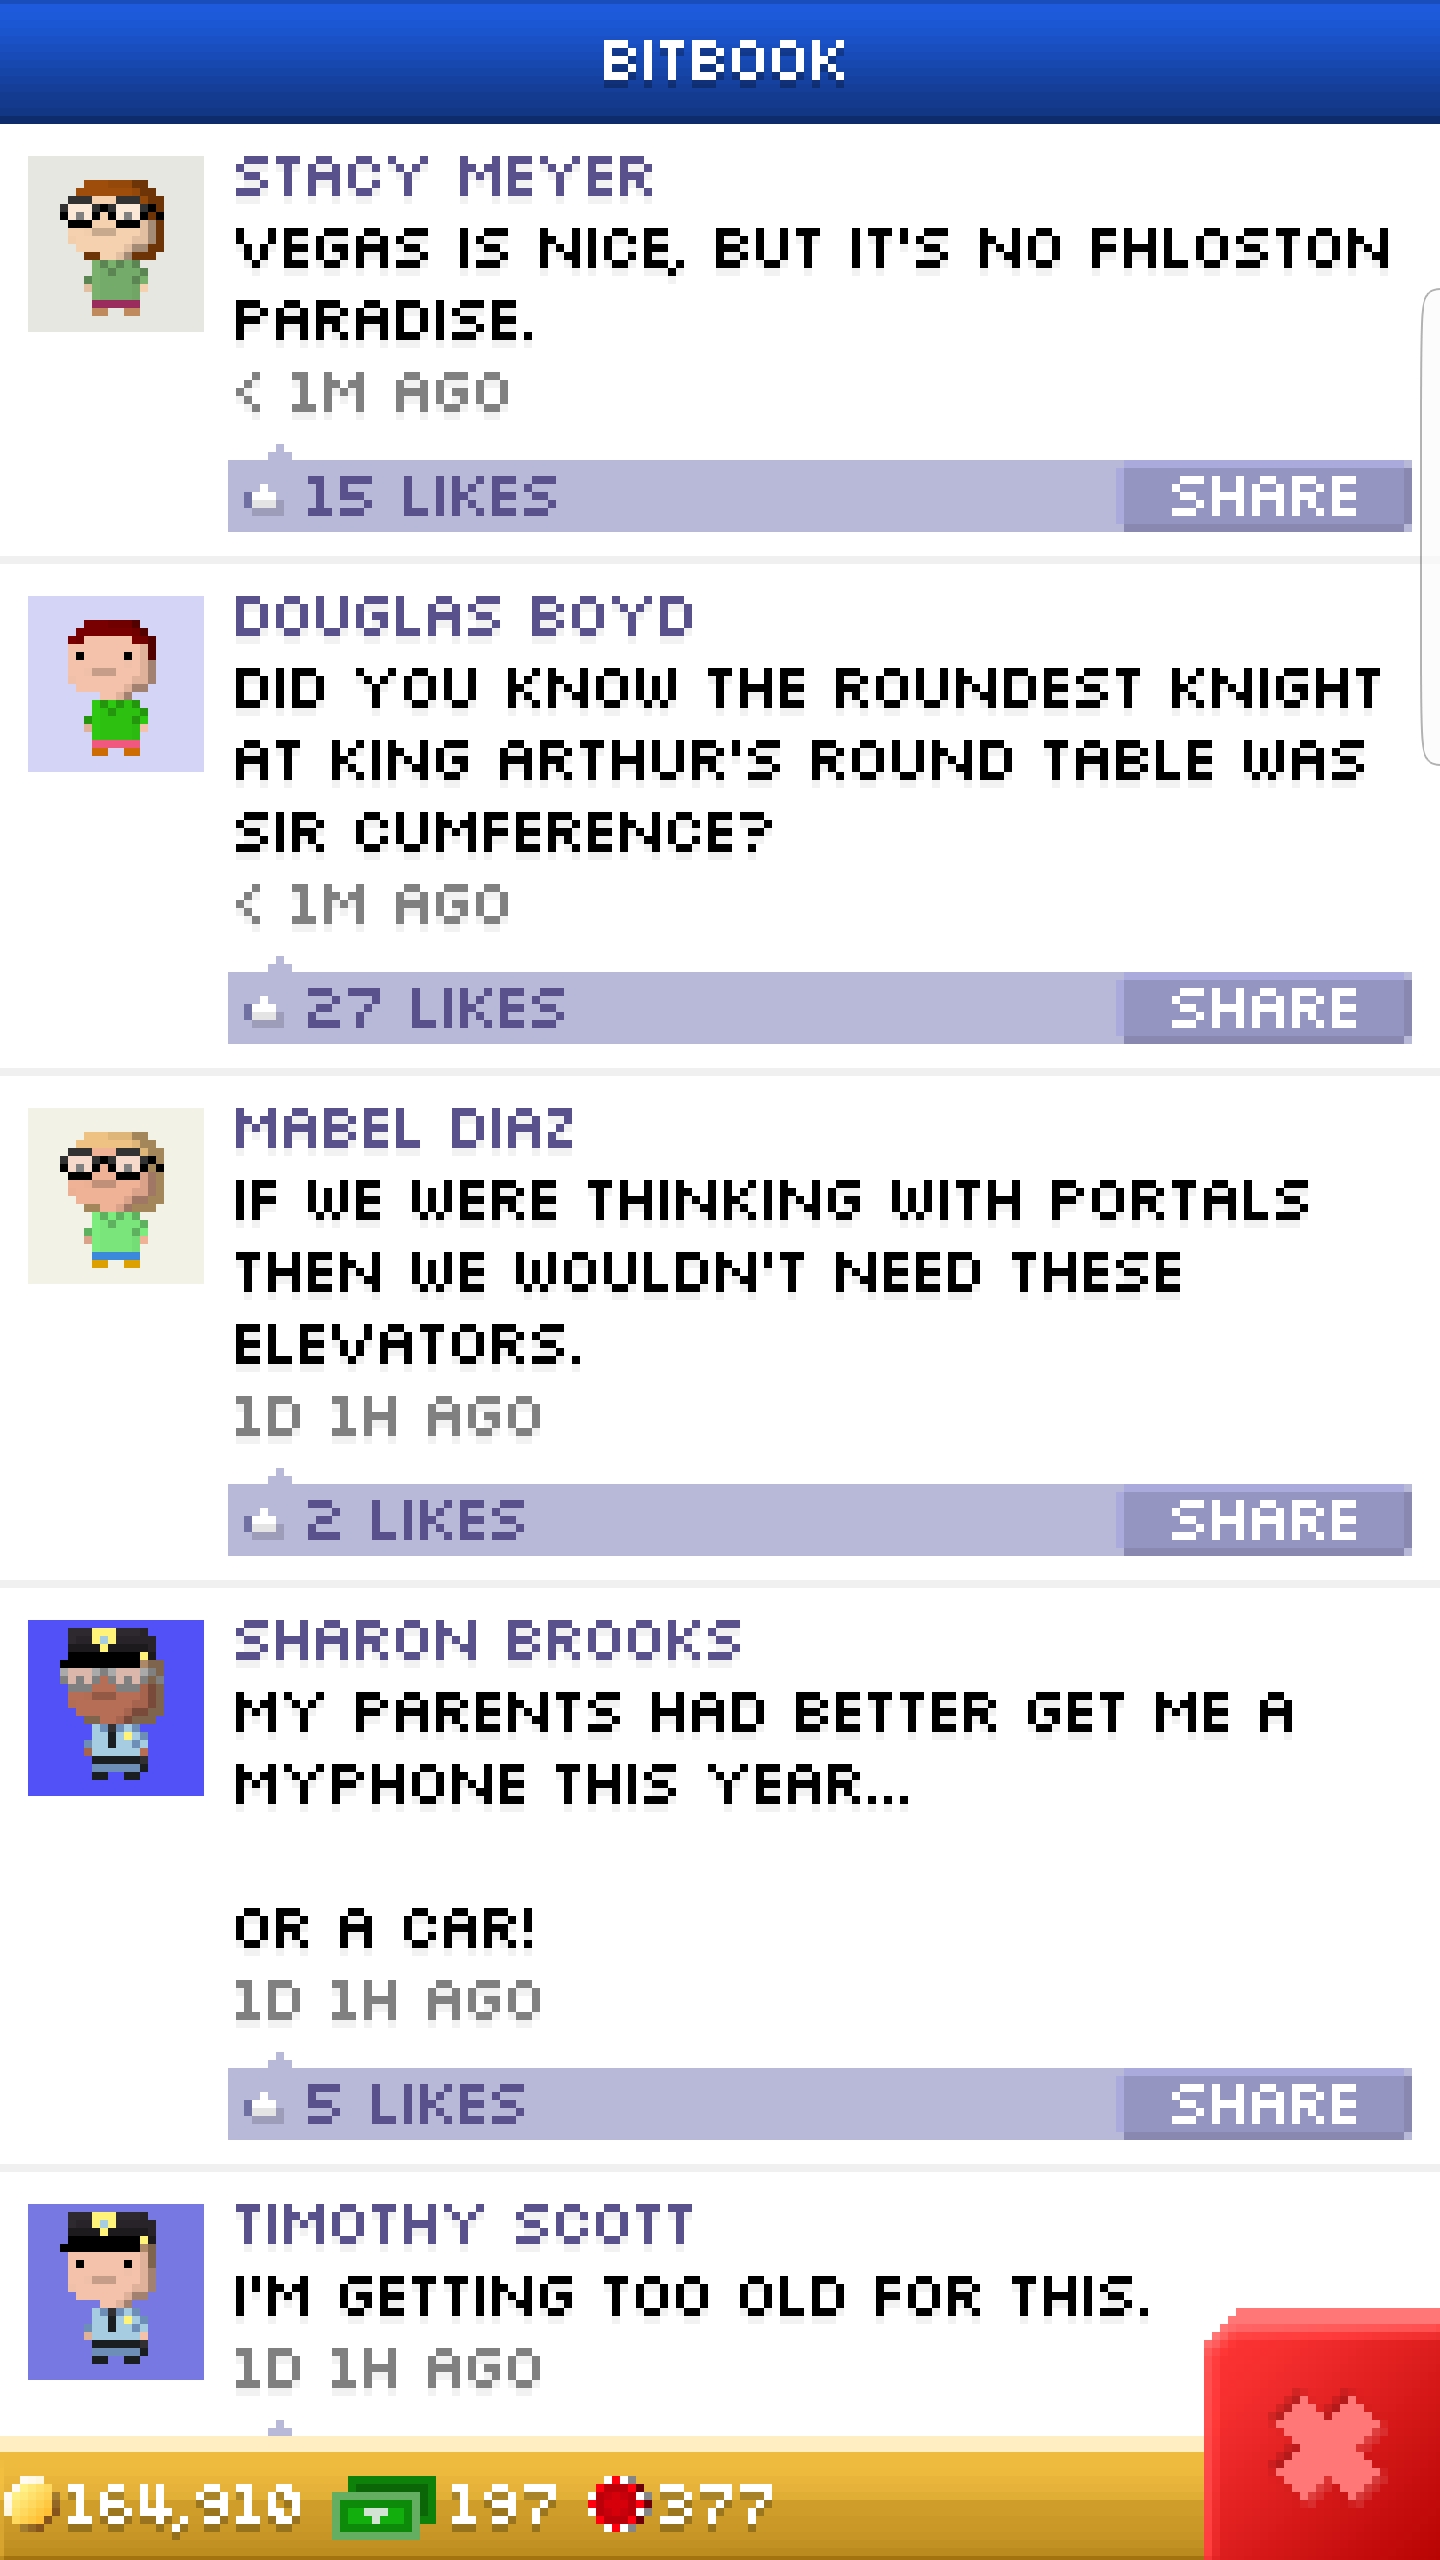 BITBOOK
STACY MEYER
VEGAS IS NICE, BUT IT'S NO FHLOSTON
PARADISE.
< 1M AGO
15 LIKES SHARE
DOUGLAS BOYD
DID YOU KNOW THE ROUNDEST KNIGHT
AT KING ARTHUR'S ROUND TABLE WAS
SIR CUMFERENCE?
< 1M AGO
27 LIKES SHARE
MABEL DIAZ
IF WE WERE THINKING WITH PORTALS
THEN WE WOULDN'T NEED THESE
ELEVATORS.
1D 1H AGO
2 LIKES SHARE
SHARON BROOKS
MY PARENTS HAD BETTER GET ME A
MYPHONE THIS YEAR...
OR A CAR!
1D 1H AGO
5 LIKES SHARE
TIMOTHY SCOTT
I'M GETTING TOO OLD FOR THIS.
1D 1H AGO
164,910 197 377